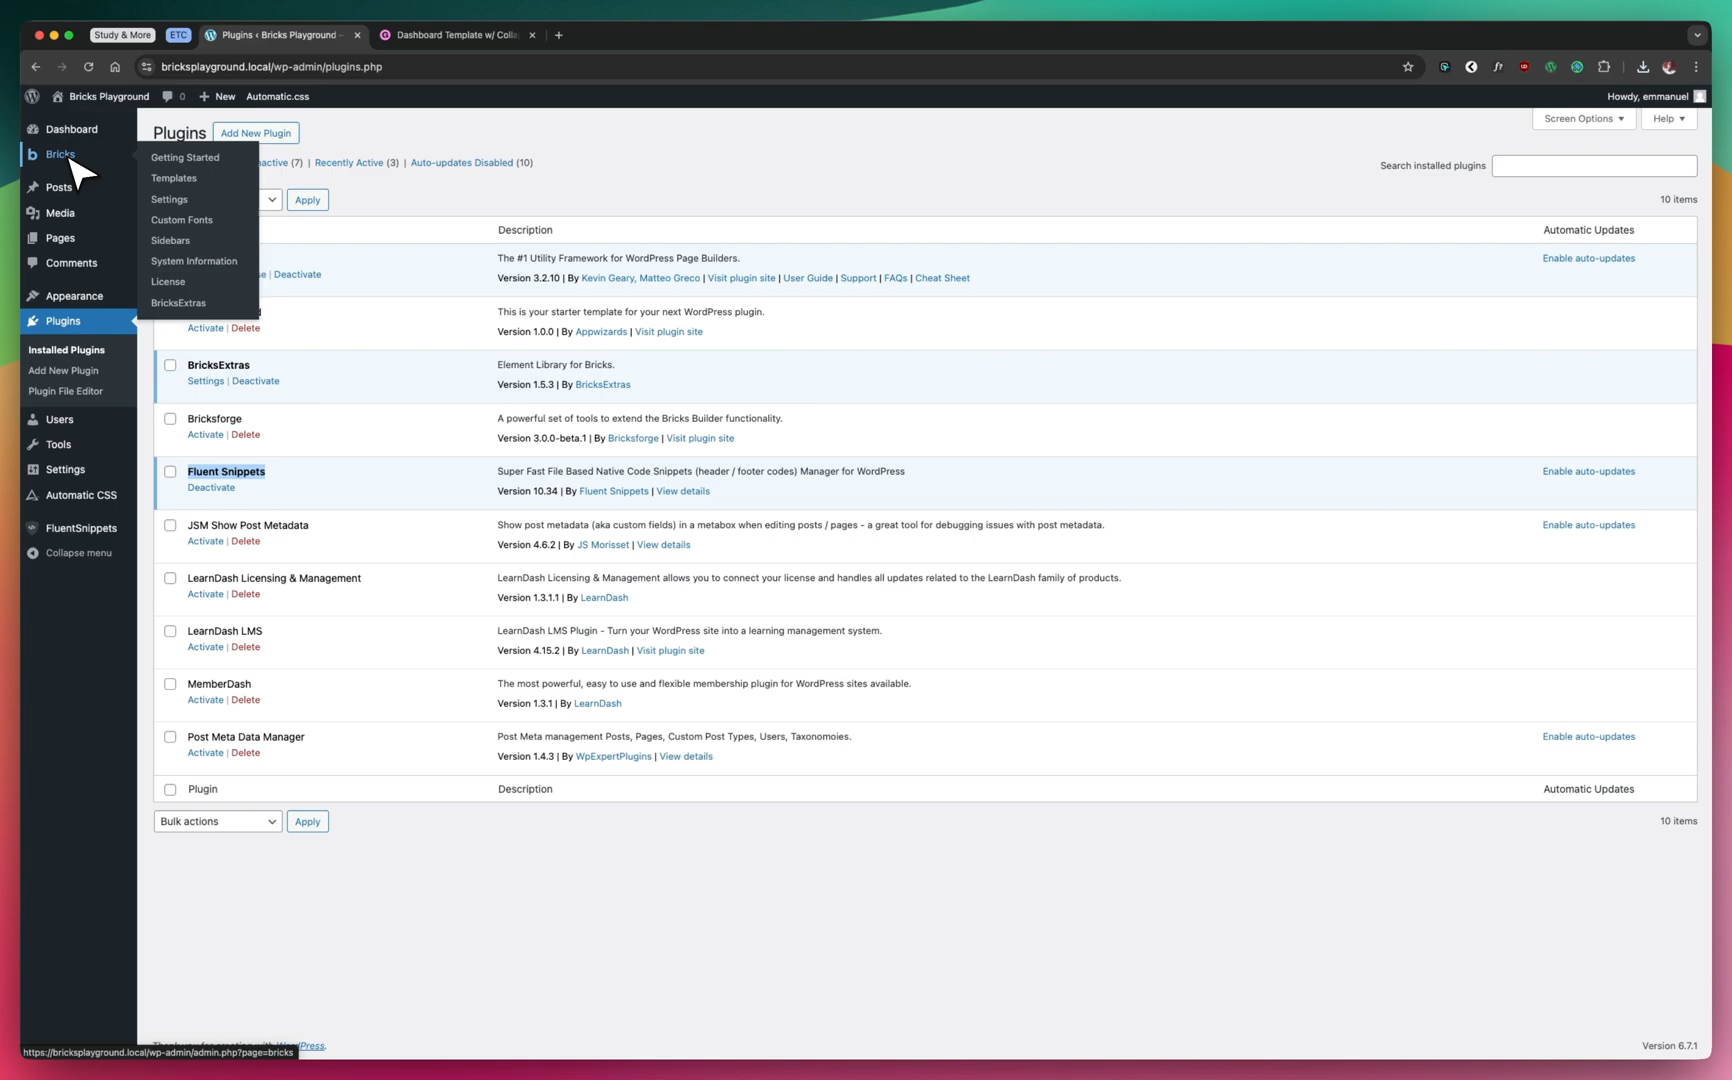 Study & More
ETC
Plugins ‹ Bricks Playground —
Dashboard Template w/ Colla
bricksplayground.local/wp-admin/plugins.php
Bricks Playground
0
New
Automatic.css
Howdy, emmanuel
Dashboard
Bricks
Posts
Media
Pages
Comments
Appearance
Plugins
Installed Plugins
Add New Plugin
Plugin File Editor
Users
Tools
Settings
Automatic CSS
FluentSnippets
Collapse menu
Getting Started
Templates
Settings
Custom Fonts
Sidebars
System Information
License
BricksExtras
Plugins
Add New Plugin
Screen Options
Help
nactive (7) | Recently Active (3) | Auto-updates Disabled (10)
Search installed plugins
Apply
10 items
Description
Automatic Updates
| Deactivate
The #1 Utility Framework for WordPress Page Builders.
Version 3.2.10 | By Kevin Geary, Matteo Greco | Visit plugin site | User Guide | Support | FAQs | Cheat Sheet
Enable auto-updates
Activate | Delete
This is your starter template for your next WordPress plugin.
Version 1.0.0 | By Appwizards | Visit plugin site
BricksExtras
Settings | Deactivate
Element Library for Bricks.
Version 1.5.3 | By BricksExtras
Bricksforge
Activate | Delete
A powerful set of tools to extend the Bricks Builder functionality.
Version 3.0.0-beta.1 | By Bricksforge | Visit plugin site
Fluent Snippets
Deactivate
Super Fast File Based Native Code Snippets (header / footer codes) Manager for WordPress
Version 10.34 | By Fluent Snippets | View details
Enable auto-updates
JSM Show Post Metadata
Activate | Delete
Show post metadata (aka custom fields) in a metabox when editing posts / pages - a great tool for debugging issues with post metadata.
Version 4.6.2 | By JS Morisset | View details
Enable auto-updates
LearnDash Licensing & Management
Activate | Delete
LearnDash Licensing & Management allows you to connect your license and handles all updates related to the LearnDash family of products.
Version 1.3.1.1 | By LearnDash
LearnDash LMS
Activate | Delete
LearnDash LMS Plugin - Turn your WordPress site into a learning management system.
Version 4.15.2 | By LearnDash | Visit plugin site
MemberDash
Activate | Delete
The most powerful, easy to use and flexible membership plugin for WordPress sites available.
Version 1.3.1 | By LearnDash
Post Meta Data Manager
Activate | Delete
Post Meta management Posts, Pages, Custom Post Types, Users, Taxonomoies.
Version 1.4.3 | By WpExpertPlugins | View details
Enable auto-updates
Plugin
Description
Automatic Updates
Bulk actions
Apply
10 items
https://bricksplayground.local/wp-admin/admin.php?page=bricks
Version 6.7.1